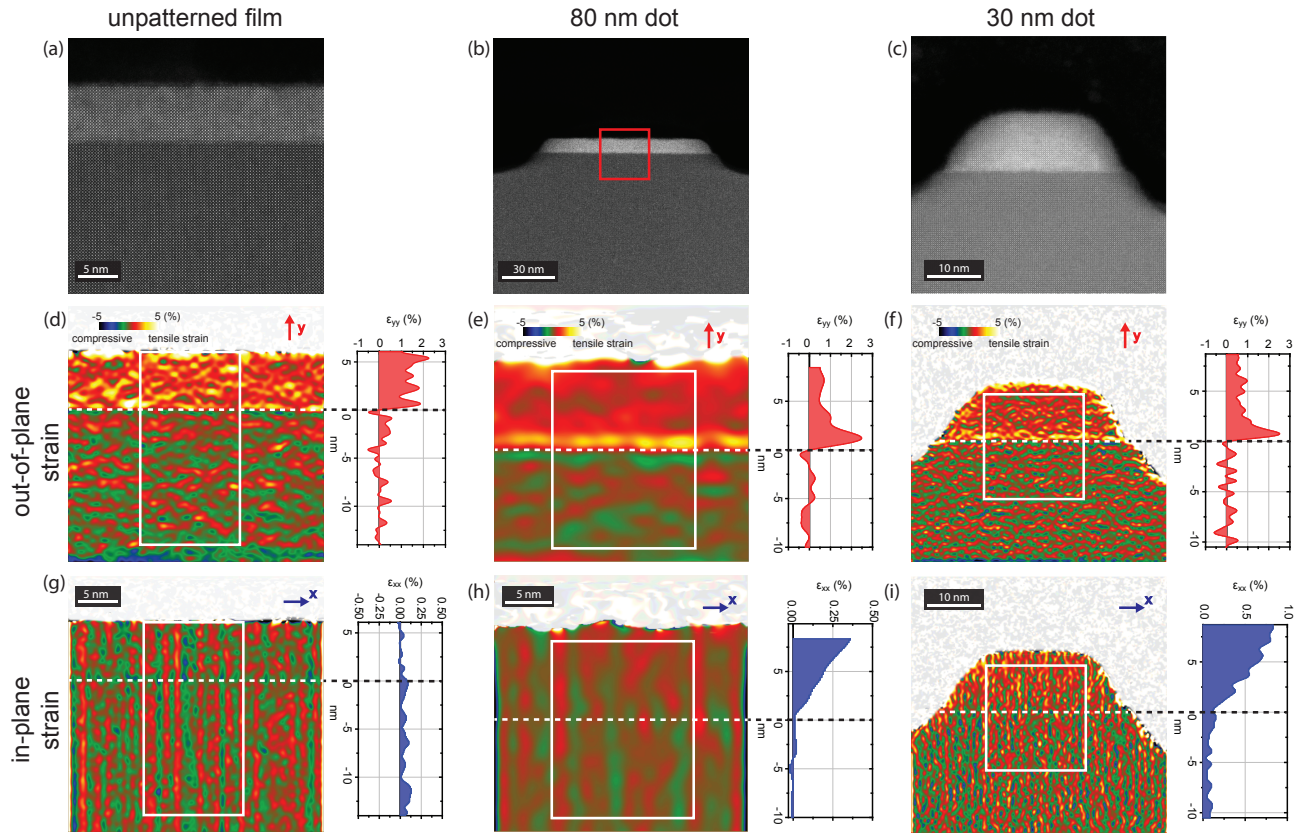 unpatterned film
80 nm dot
30 nm dot
(a)
5 nm
(b)
30 nm
(c)
10 nm
out-of-plane
strain
(d)
-5
5 (%)
compressive
tensile strain
y
ε_yy (%)
-1 0 1 2 3
5
0
nm
-5
-10
(e)
-5
5 (%)
compressive
tensile strain
y
ε_yy (%)
-1 0 1 2 3
5
0
nm
-5
-10
(f)
-5
5 (%)
compressive
tensile strain
y
ε_yy (%)
-1 0 1 2 3
5
0
nm
-5
-10
in-plane
strain
(g)
5 nm
x
ε_xx (%)
-0.50 -0.25 0.00 0.25 0.50
5
0
nm
-5
-10
(h)
5 nm
x
ε_xx (%)
0.00 0.25 0.50
5
0
nm
-5
-10
(i)
10 nm
x
ε_xx (%)
0.0 0.5 1.0
5
0
nm
-5
-10